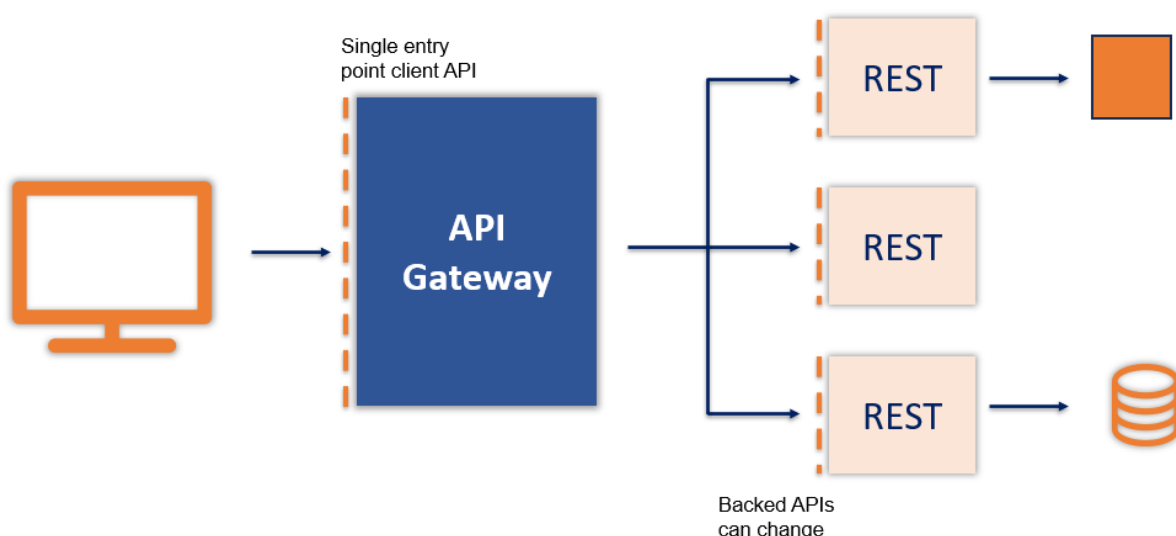 Single entry
point client API
API
Gateway
REST
REST
REST
Backed APIs
can change